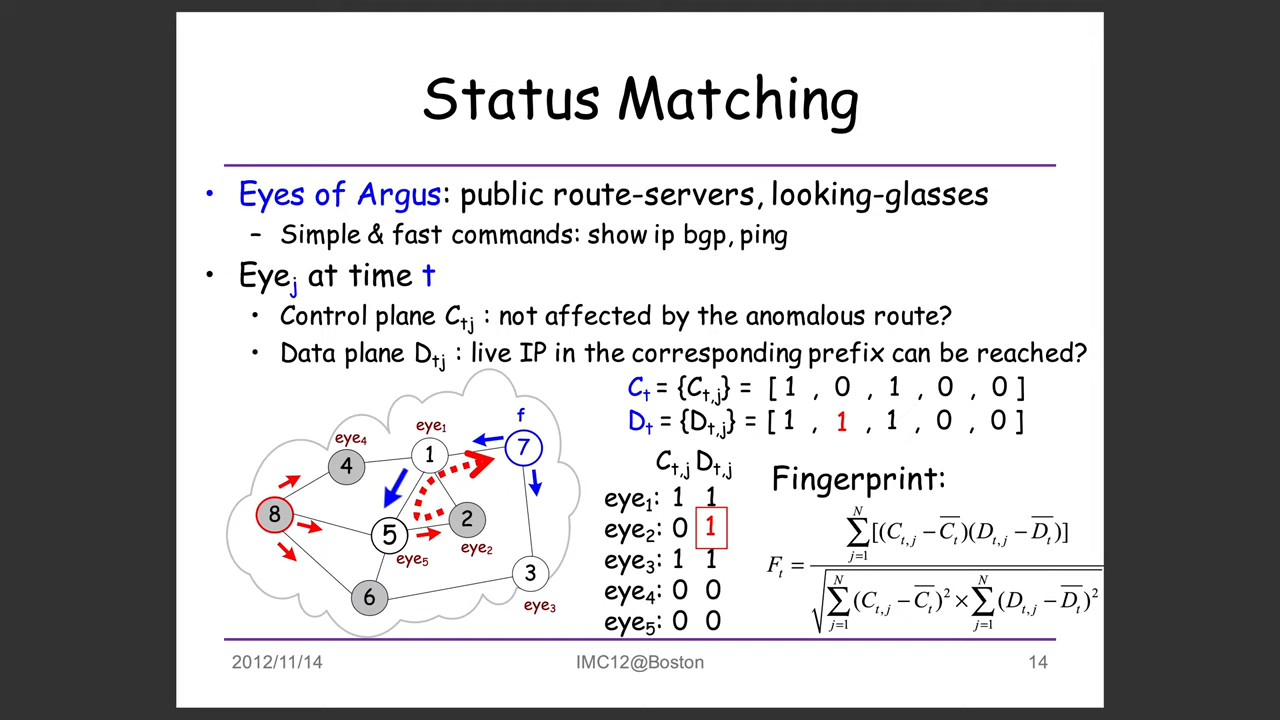 Status Matching
• Eyes of Argus: public route-servers, looking-glasses
– Simple & fast commands: show ip bgp, ping
• Eyej at time t
• Control plane Ctj : not affected by the anomalous route?
• Data plane Dtj : live IP in the corresponding prefix can be reached?
Ct = {Ct,j} = [ 1 , 0 , 1 , 0 , 0 ]
Dt = {Dt,j} = [ 1 , 1 , 1 , 0 , 0 ]
f
eye1
eye4
7
1
4
8
2
5
eye2
eye5
3
6
eye3
Ct,j Dt,j
eye1: 1 1
eye2: 0 1
eye3: 1 1
eye4: 0 0
eye5: 0 0
Fingerprint:
Ft = ∑j=1N[(Ct,j – C̅t)(Dt,j – D̅t)] / √∑j=1N(Ct,j – C̅t)² × ∑j=1N(Dt,j – D̅t)²
2012/11/14 IMC12@Boston 14